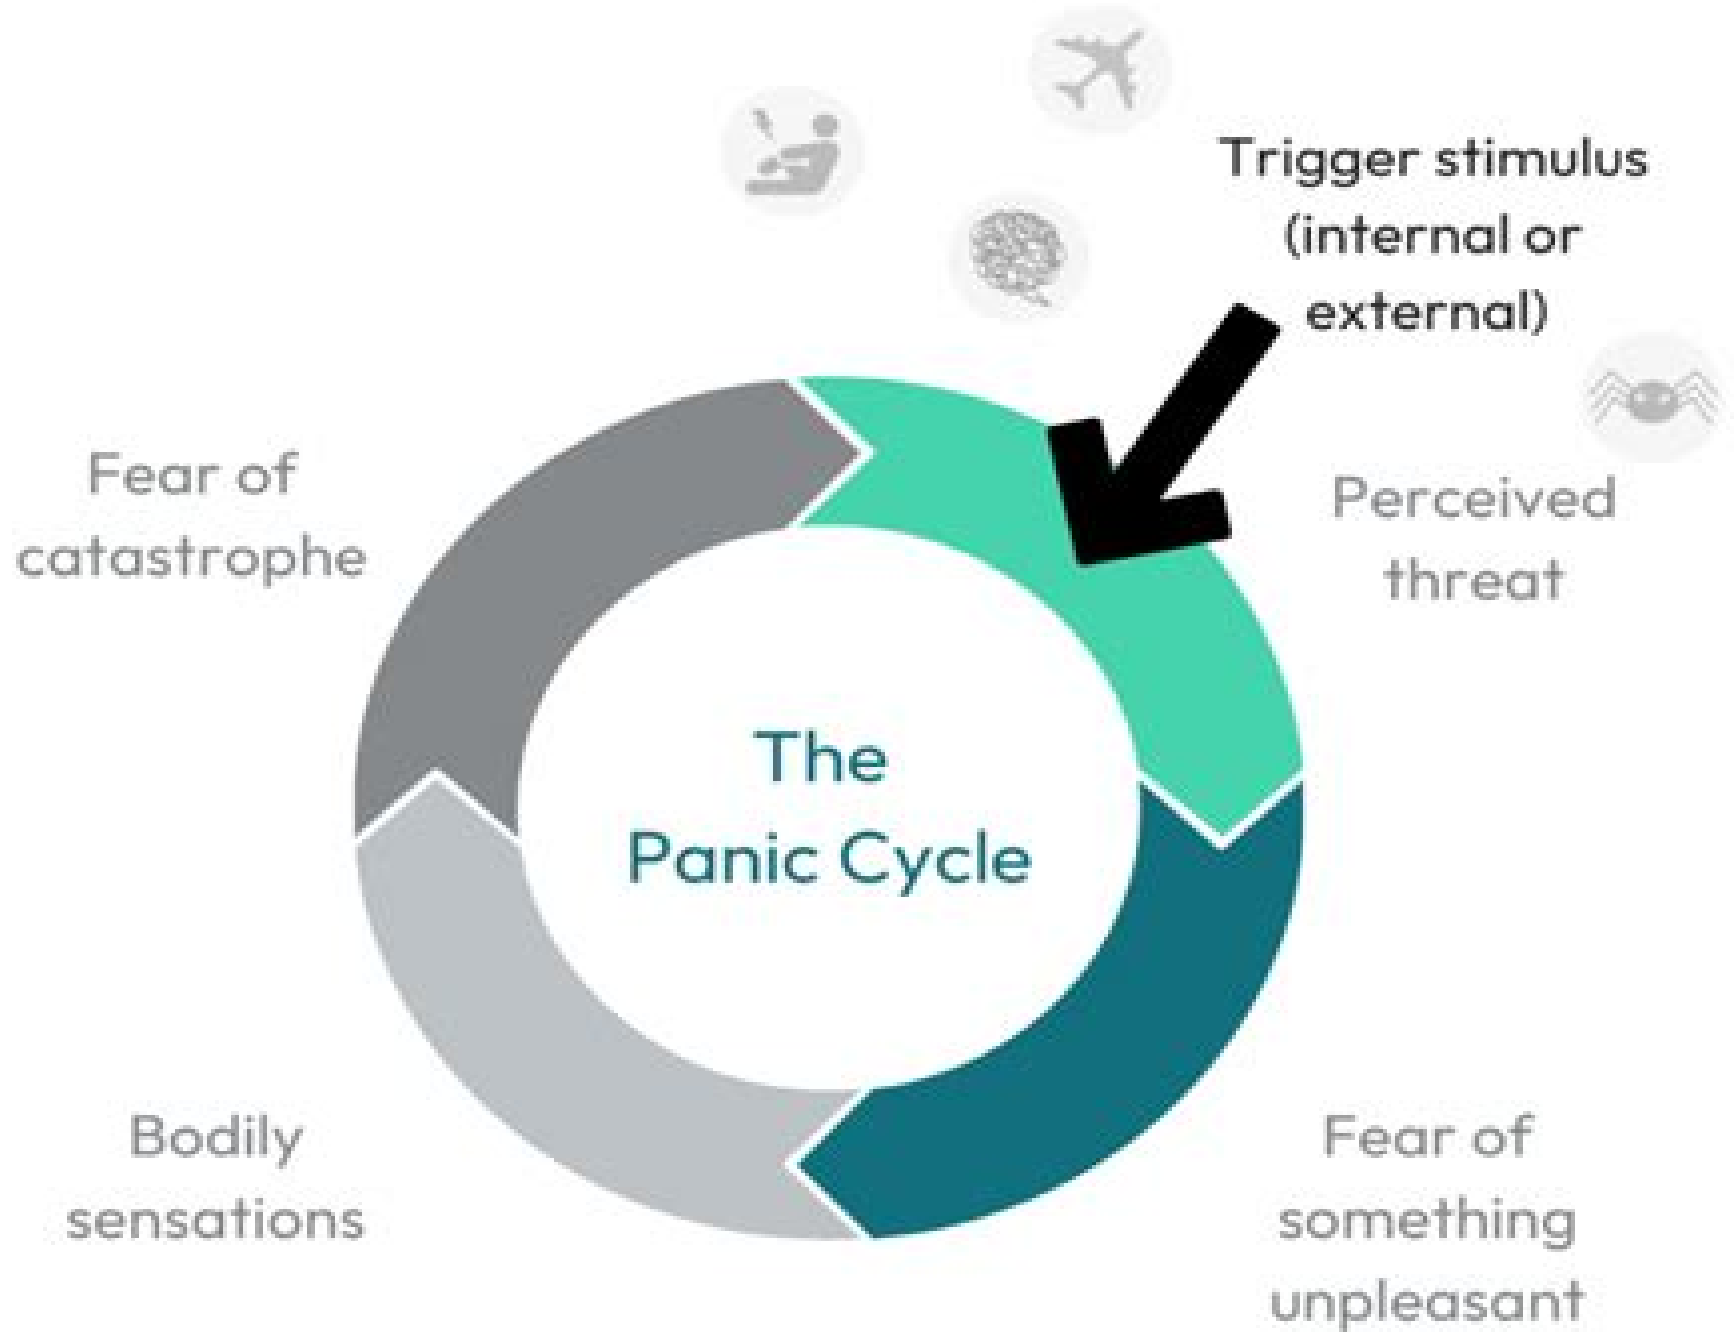 Trigger stimulus
(internal or
external)
Perceived
threat
Fear of
something
unpleasant
Bodily
sensations
Fear of
catastrophe
The
Panic Cycle